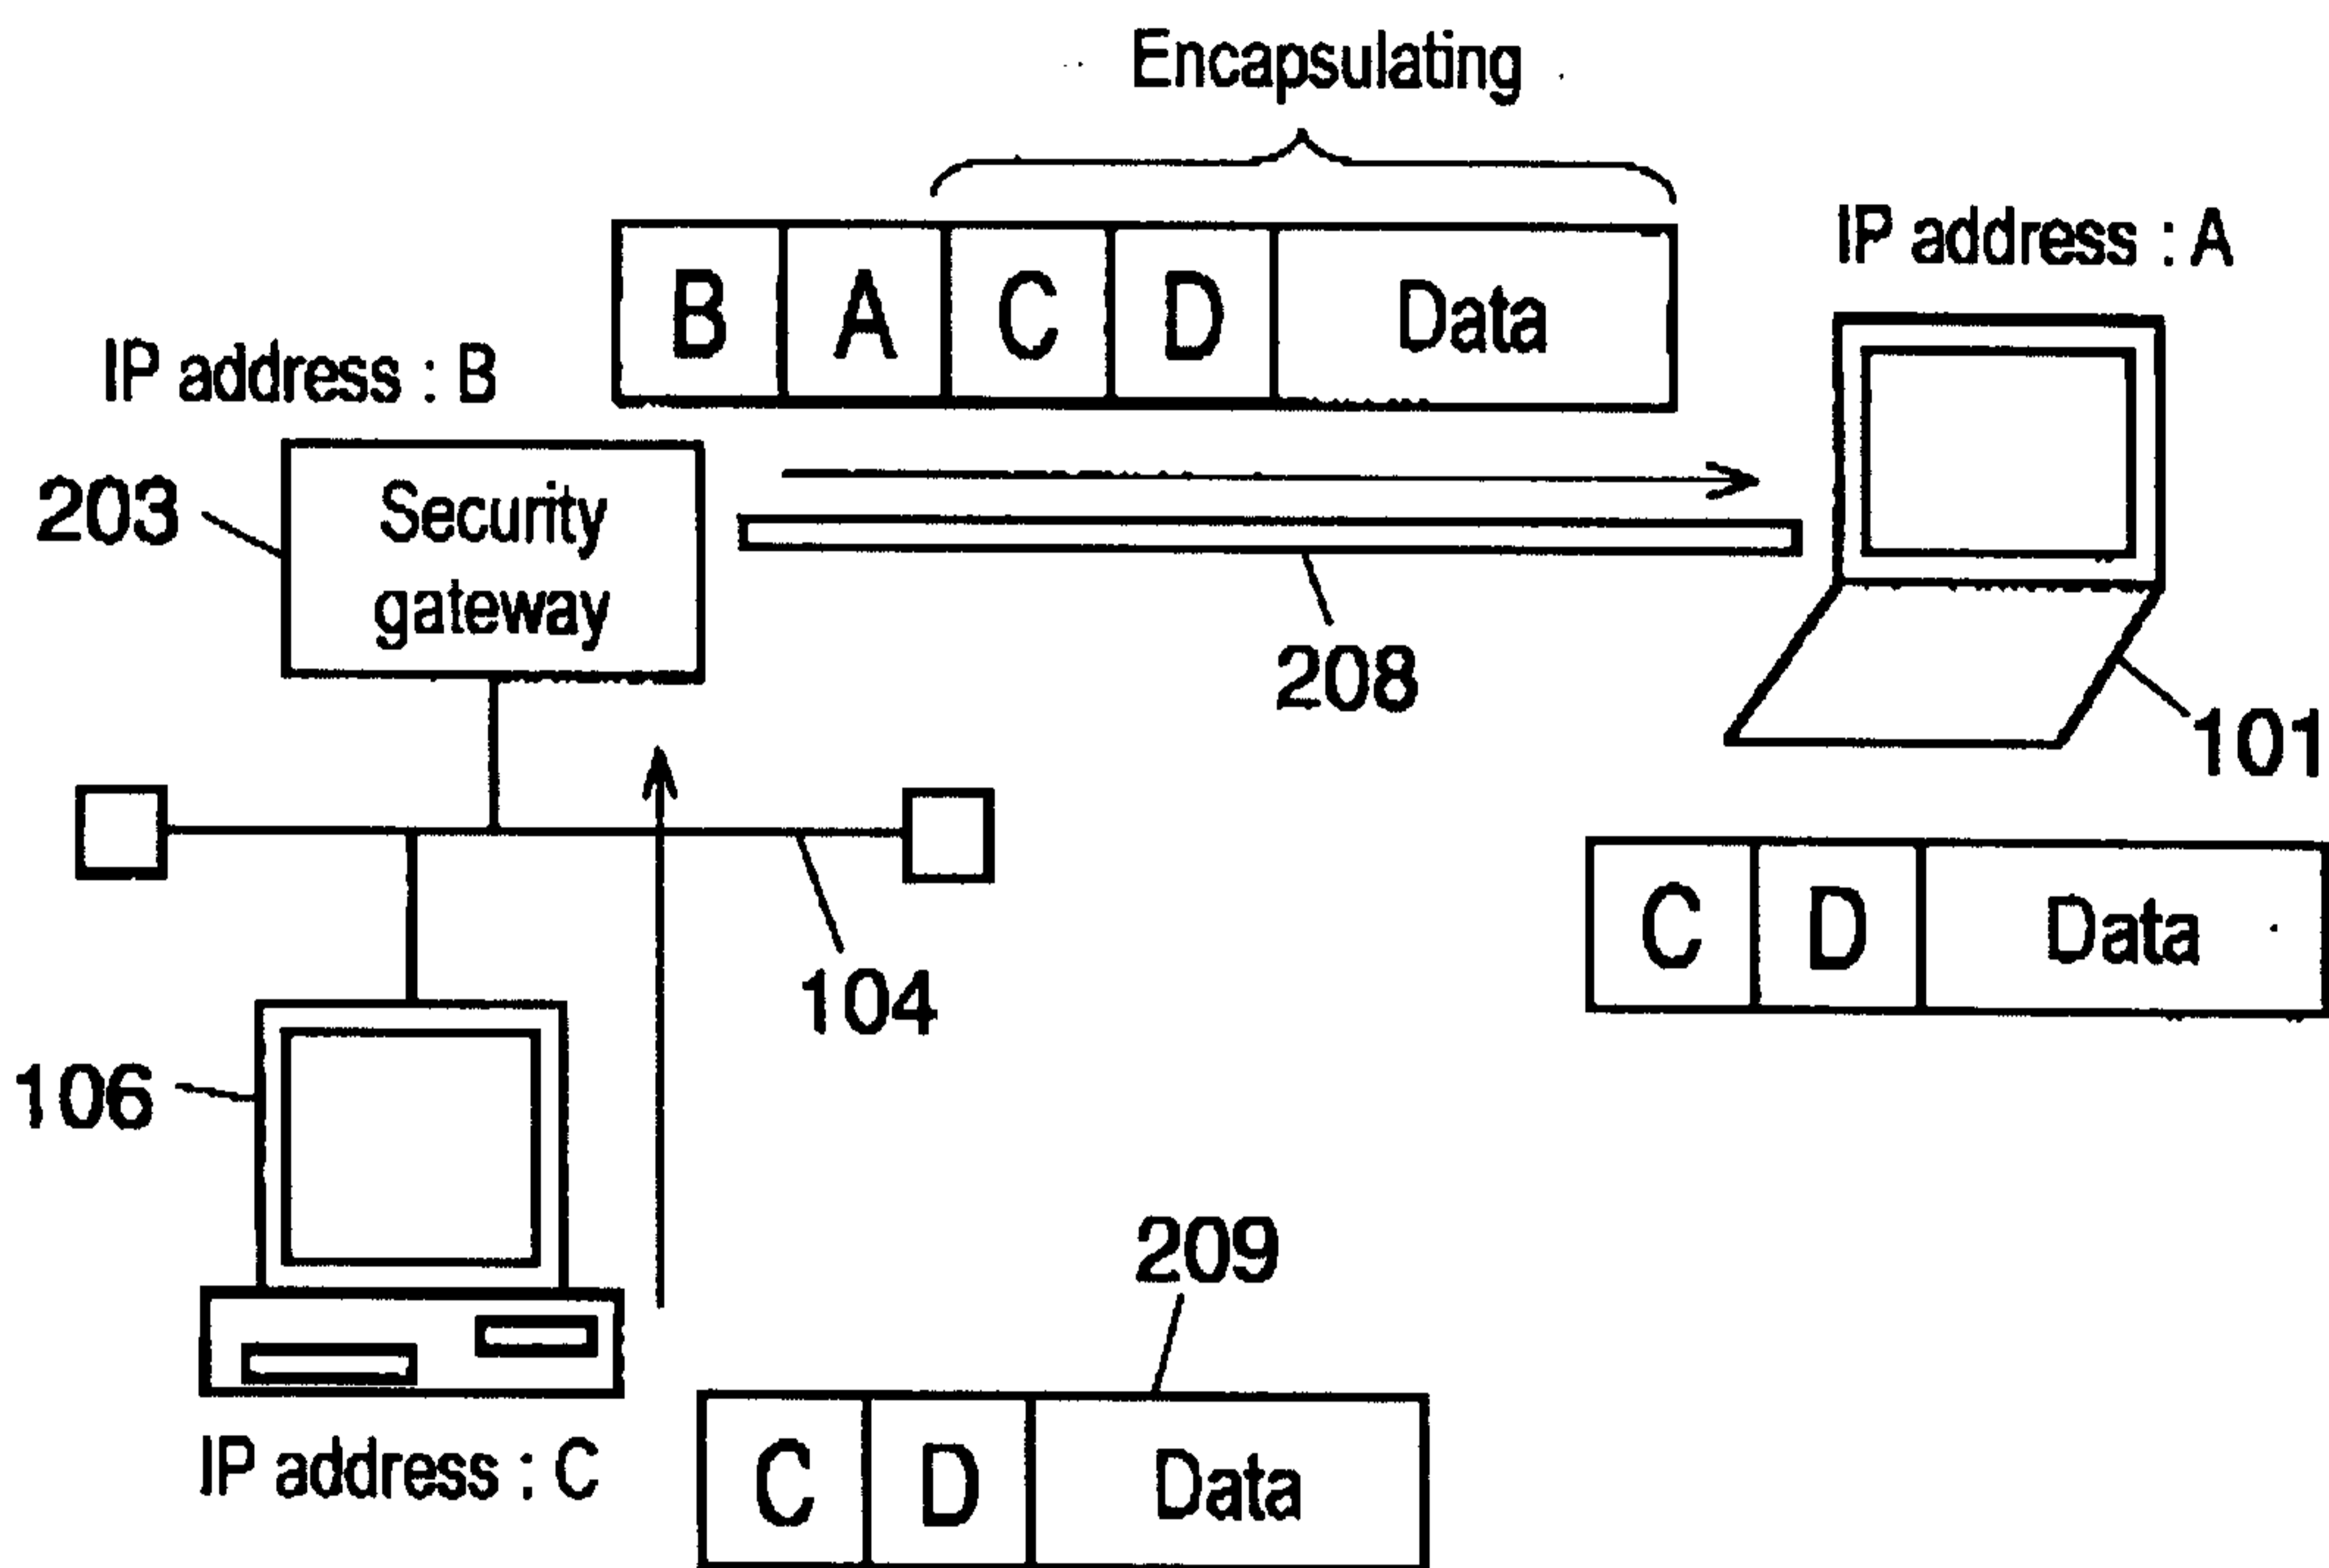 Encapsulating
IP address : A
B A C D Data
IP address : B
203
Security
gateway
208
101
104
C D Data
106
209
IP address : C
C D Data